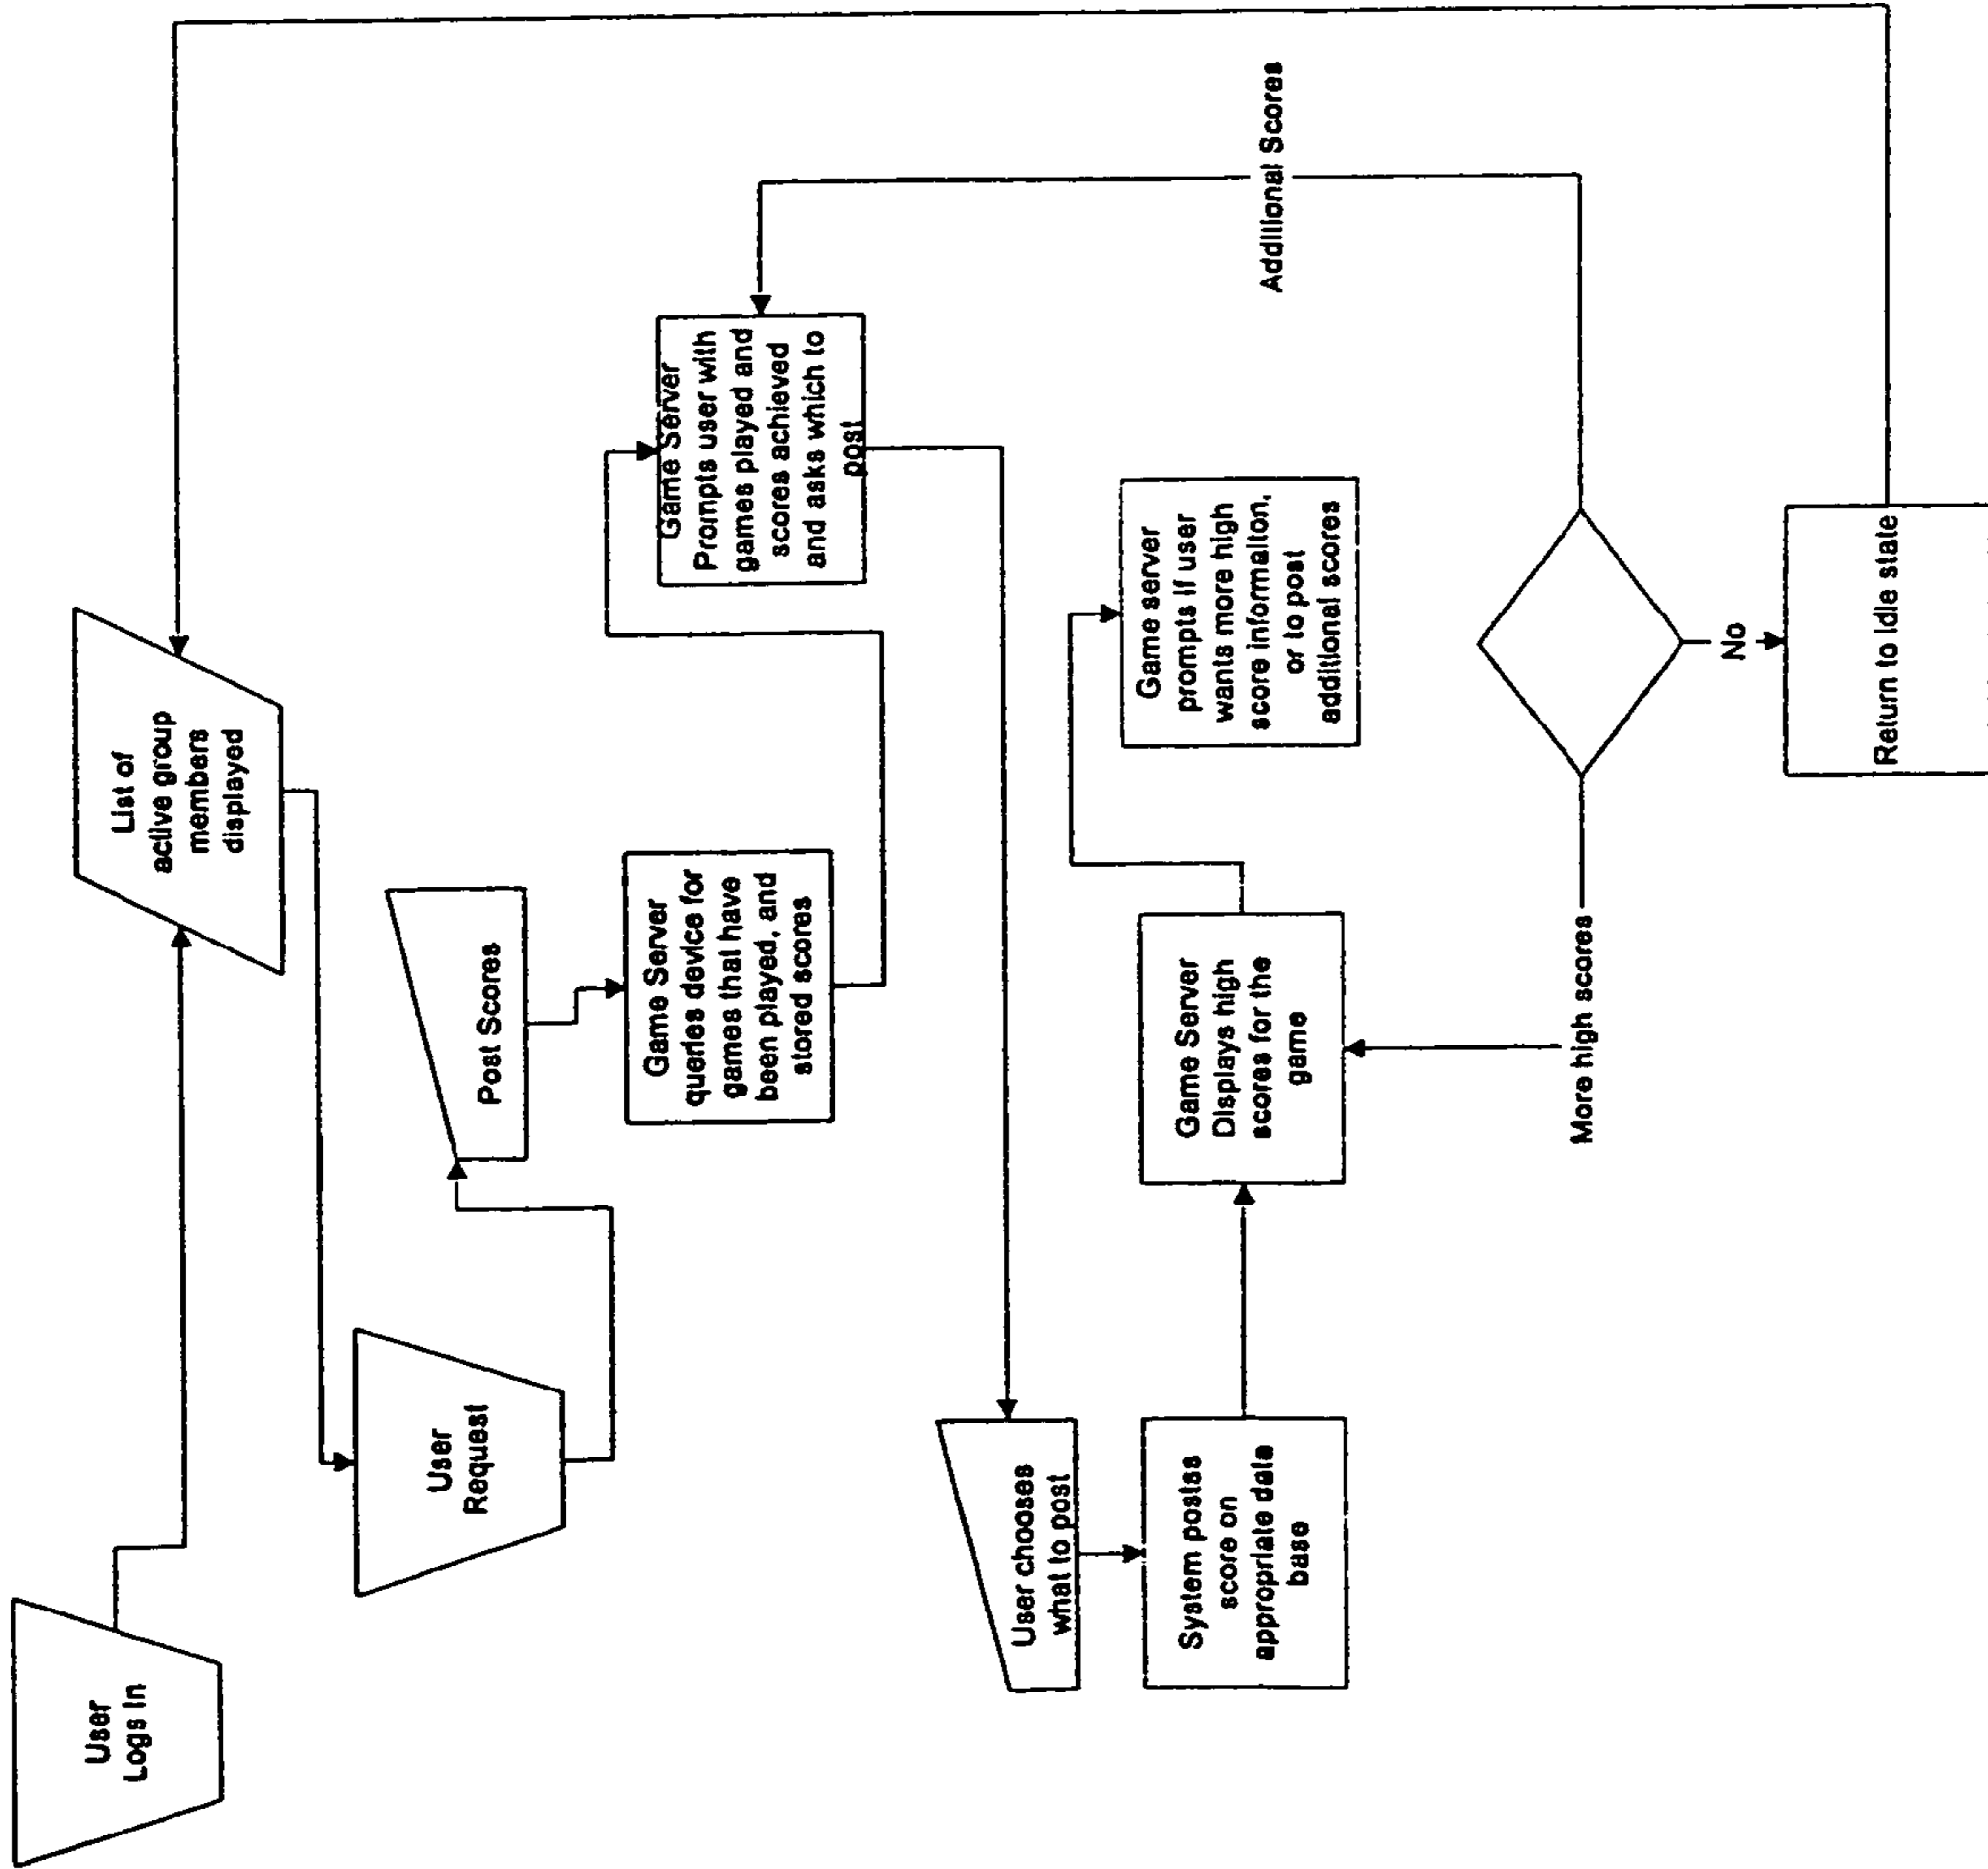 User
Logs In
List of
active group
members
displayed
User
Request
Post Scores
Game Server
queries device for
games that have
been played, and
stored scores
Game Server
Prompts user with
games played and
scores achieved
and asks which to
post
User chooses
what to post
System postss
score on
appropriate data
base
Game Server
Displays high
scores for the
game
Game server
prompts if user
wants more high
score informaiton,
or to post
additional scores
More high scores
Additional Scores
No
Return to Idle state